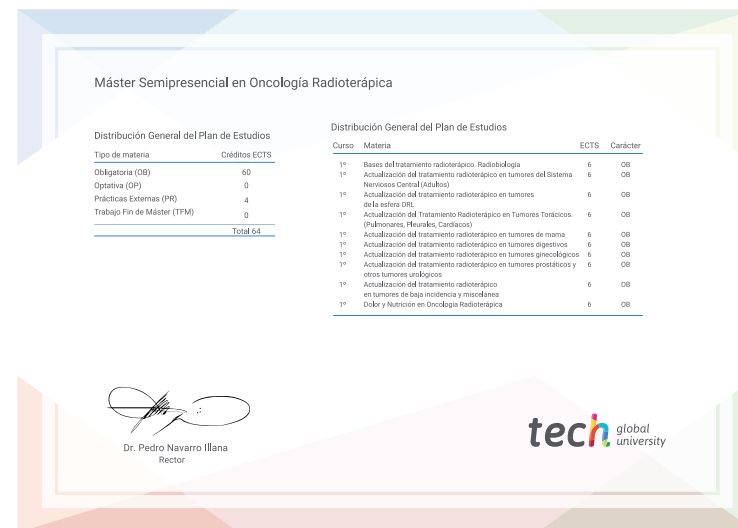 Máster Semipresencial en Oncología Radioterápica
Distribución General del Plan de Estudios
Tipo de materia Créditos ECTS
Obligatoria (OB) 60
Optativa (OP) 0
Prácticas Externas (PR) 4
Trabajo Fin de Máster (TFM) 0
Total 64
Distribución General del Plan de Estudios
Curso Materia ECTS Carácter
1º Bases del tratamiento radioterápico. Radiobiología 6 OB
1º Actualización del tratamiento radioterápico en tumores del Sistema 6 OB
Nerviosos Central (Adultos)
1º Actualización del tratamiento radioterápico en tumores 6 OB
de la esfera ORL
1º Actualización del Tratamiento Radioterápico en Tumores Torácicos. 6 OB
(Pulmonares, Pleurales, Cardiacos)
1º Actualización del tratamiento radioterápico en tumores de mama 6 OB
1º Actualización del tratamiento radioterápico en tumores digestivos 6 OB
1º Actualización del tratamiento radioterápico en tumores ginecológicos 6 OB
1º Actualización del tratamiento radioterápico en tumores prostáticos y 6 OB
otros tumores urológicos
1º Actualización del tratamiento radioterápico 6 OB
en tumores de baja incidencia y miscelánea
1º Dolor y Nutrición en Oncología Radioterápica 6 OB
Dr. Pedro Navarro Illana
Rector
tech global
university